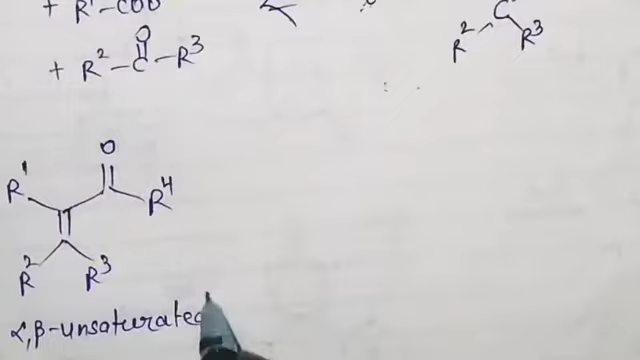 + R¹-COO
O
+ R²-C-R³
C
R² R³
O
R¹ R⁴
R² R³
α,β-unsaturated